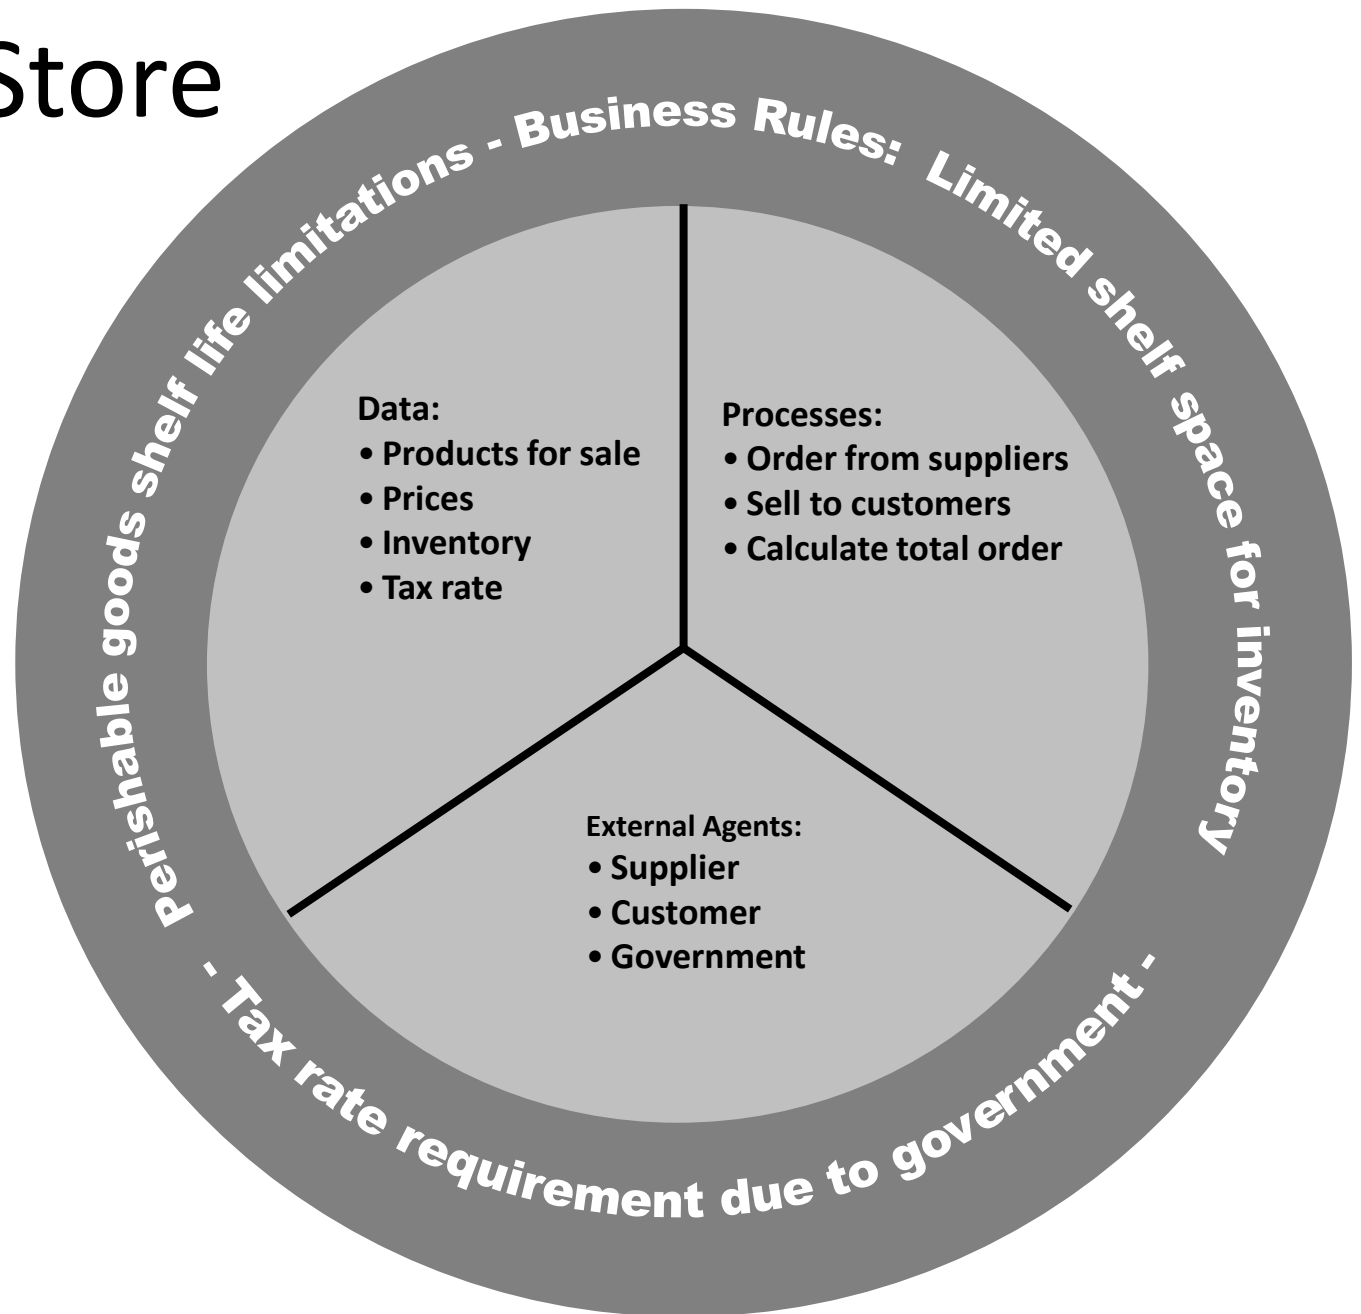 Store
Perishable goods shelf life limitations - Business Rules: Limited shelf space for inventory
Data:
• Products for sale
• Prices
• Inventory
• Tax rate
Processes:
• Order from suppliers
• Sell to customers
• Calculate total order
External Agents:
• Supplier
• Customer
• Government
- Tax rate requirement due to government -